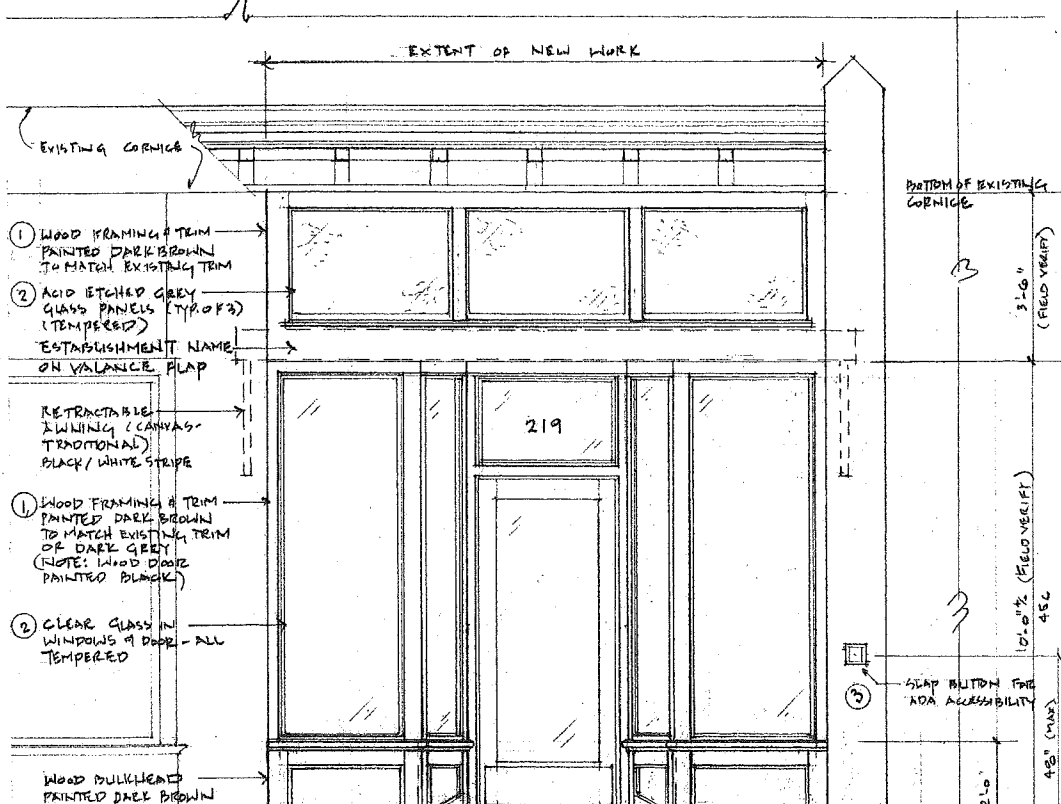 EXTENT OF NEW WORK
EXISTING CORNICE
BOTTOM OF EXISTING
CORNICE
① WOOD FRAMING & TRIM
PAINTED DARK BROWN
TO MATCH EXISTING TRIM
② ACID ETCHED GREY
GLASS PANELS (TYP. OF 3)
(TEMPERED)
ESTABLISHMENT NAME
ON VALANCE FLAP
3'-6"
(FIELD VERIFY)
RETRACTABLE
AWNING (CANVAS-
TRADITIONAL)
BLACK/WHITE STRIPE
219
① WOOD FRAMING & TRIM
PAINTED DARK BROWN
TO MATCH EXISTING TRIM
OR DARK GREY
(NOTE: WOOD DOOR
PAINTED BLACK)
(FIELD VERIFY)
② CLEAR GLASS IN
WINDOWS & DOOR - ALL
TEMPERED
③ SLAP BUTTON FOR
ADA ACCESSIBILITY
(MAX)
WOOD BULKHEAD
PAINTED DARK BROWN